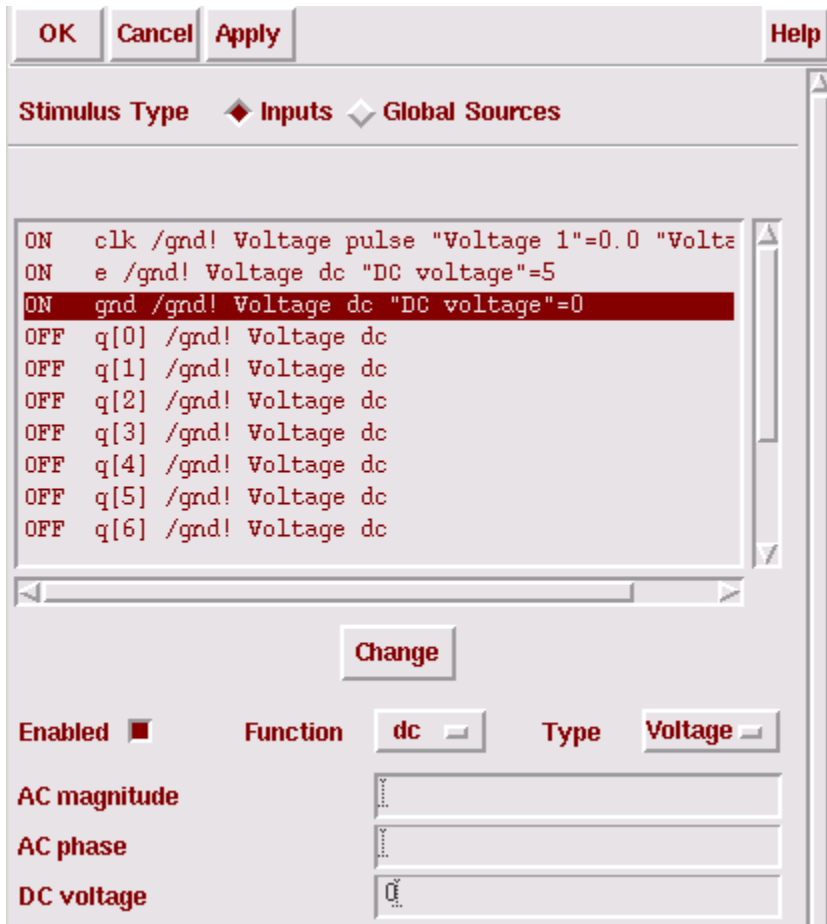 OK Cancel Apply Help
Stimulus Type Inputs Global Sources
ON clk /gnd! Voltage pulse "Voltage 1"=0.0 "Volta
ON e /gnd! Voltage dc "DC voltage"=5
ON gnd /gnd! Voltage dc "DC voltage"=0
OFF q[0] /gnd! Voltage dc
OFF q[1] /gnd! Voltage dc
OFF q[2] /gnd! Voltage dc
OFF q[3] /gnd! Voltage dc
OFF q[4] /gnd! Voltage dc
OFF q[5] /gnd! Voltage dc
OFF q[6] /gnd! Voltage dc
Change
Enabled Function dc Type Voltage
AC magnitude
AC phase
DC voltage 0